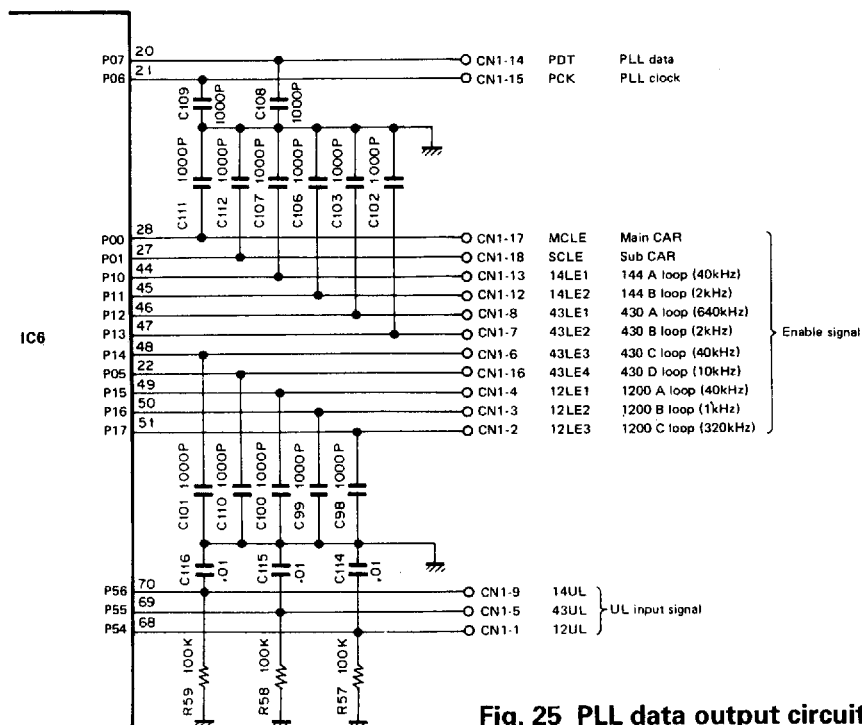 P07 20 CN1-14 PDT PLL data
P06 21 CN1-15 PCK PLL clock
C109 1000P C108 1000P
C111 1000P C112 1000P C107 1000P C106 1000P C103 1000P C102 1000P
P00 28 CN1-17 MCLE Main CAR
P01 27 CN1-18 SCLE Sub CAR
P10 44 CN1-13 14LE1 144 A loop (40kHz)
P11 45 CN1-12 14LE2 144 B loop (2kHz)
P12 46 CN1-8 43LE1 430 A loop (640kHz)
P13 47 CN1-7 43LE2 430 B loop (2kHz)
IC6
Enable signal
P14 48 CN1-6 43LE3 430 C loop (40kHz)
P05 22 CN1-16 43LE4 430 D loop (10kHz)
P15 49 CN1-4 12LE1 1200 A loop (40kHz)
P16 50 CN1-3 12LE2 1200 B loop (1kHz)
P17 51 CN1-2 12LE3 1200 C loop (320kHz)
C101 1000P C110 1000P C100 1000P C99 1000P C98 1000P
C116 .01 C115 .01 C114 .01
P56 70 CN1-9 14UL
P55 69 CN1-5 43UL UL input signal
P54 68 CN1-1 12UL
R59 100K R58 100K R57 100K
Fig. 25 PLL data output circuit